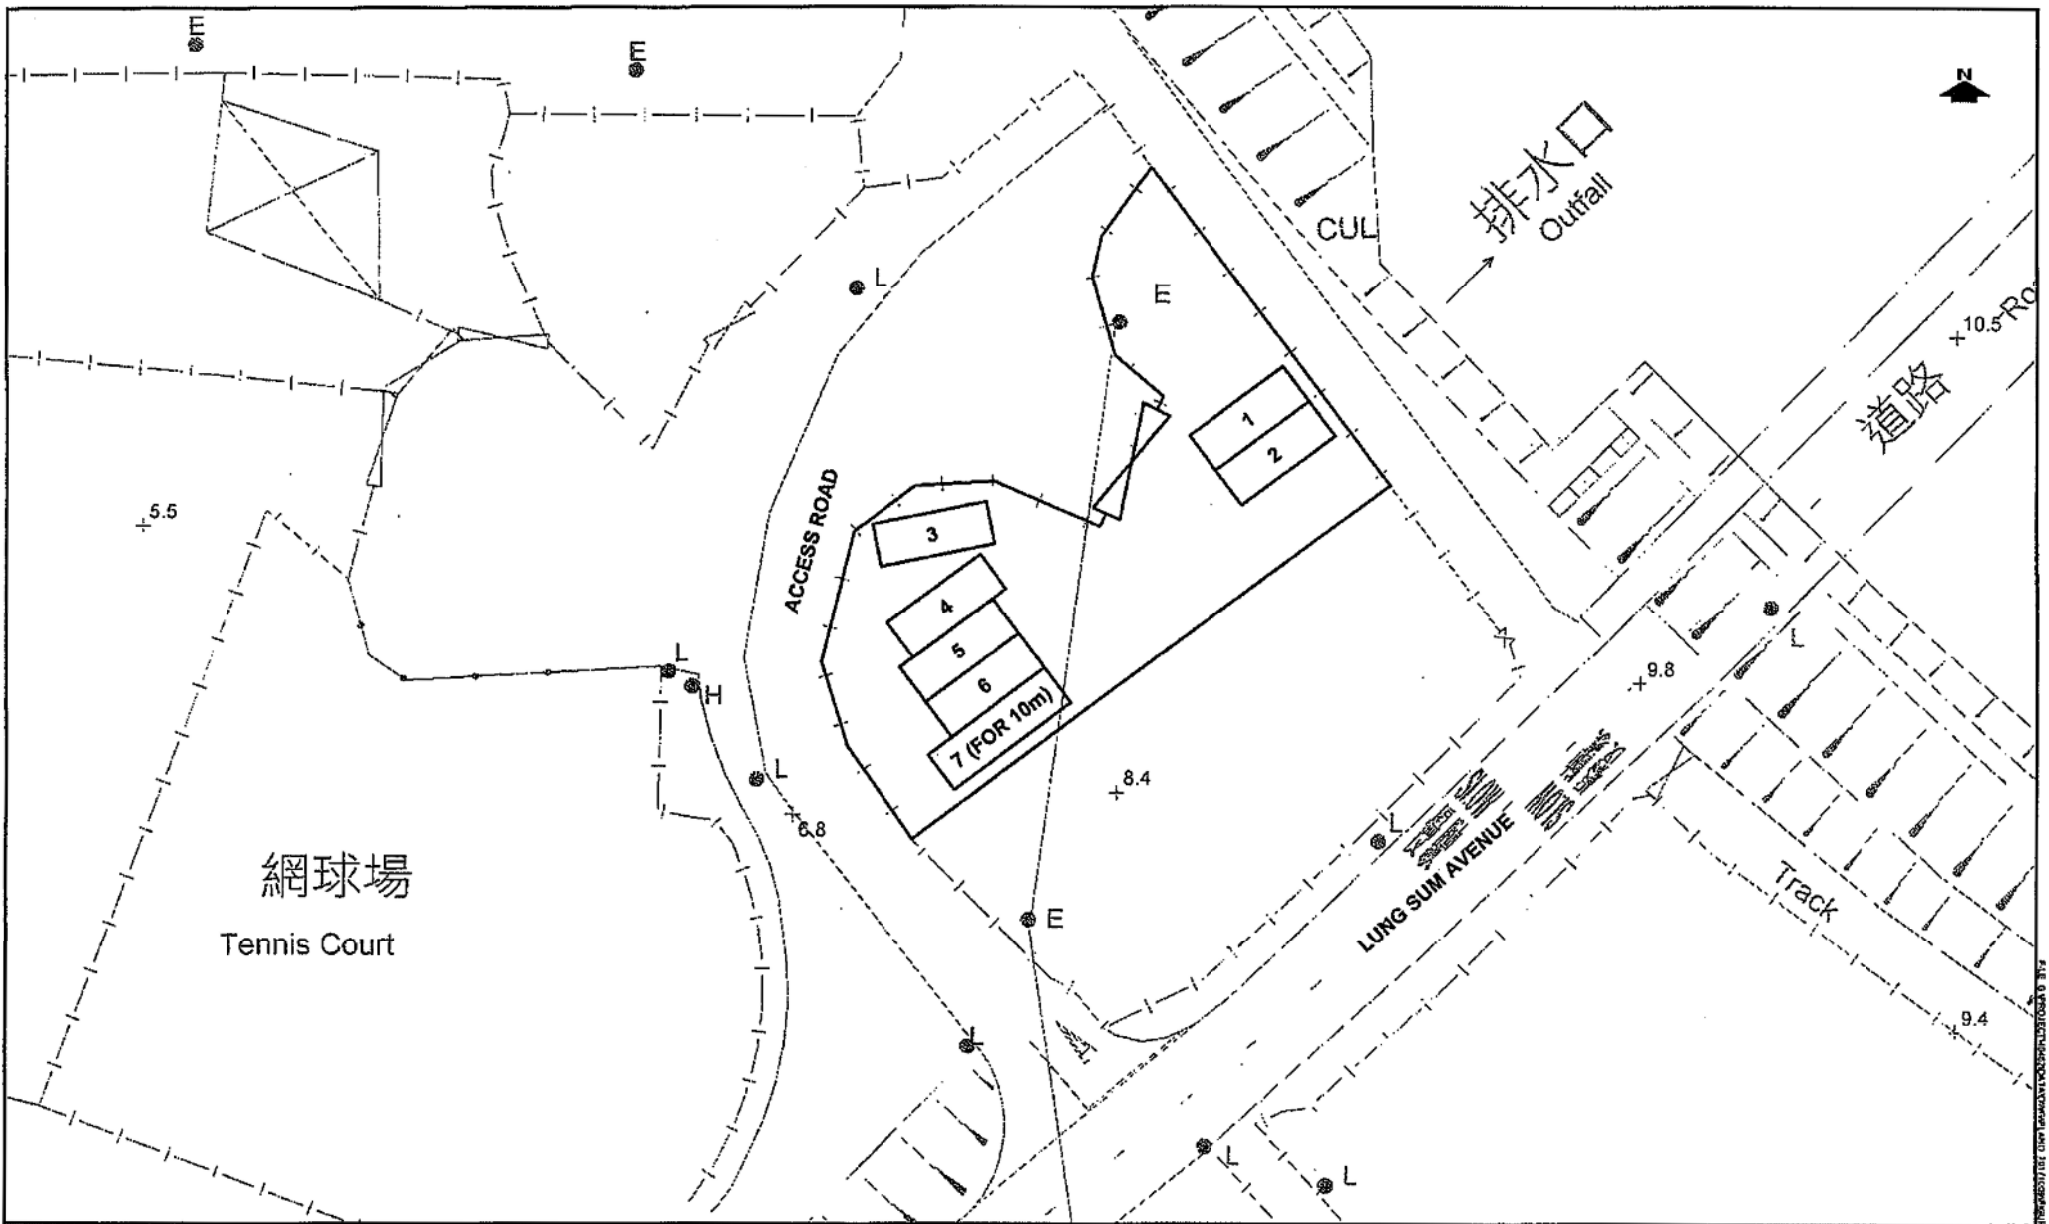 E
E
N
排水口
Outfall
CUL
L
E
10.5
道路
1
2
ACCESS ROAD
5.5
3
4
5
6
7 (FOR 10m)
L
H
L
L
9.8
8.4
6.8
L
LUNG SUM AVENUE
Track
網球場
Tennis Court
E
L
9.4
L
L